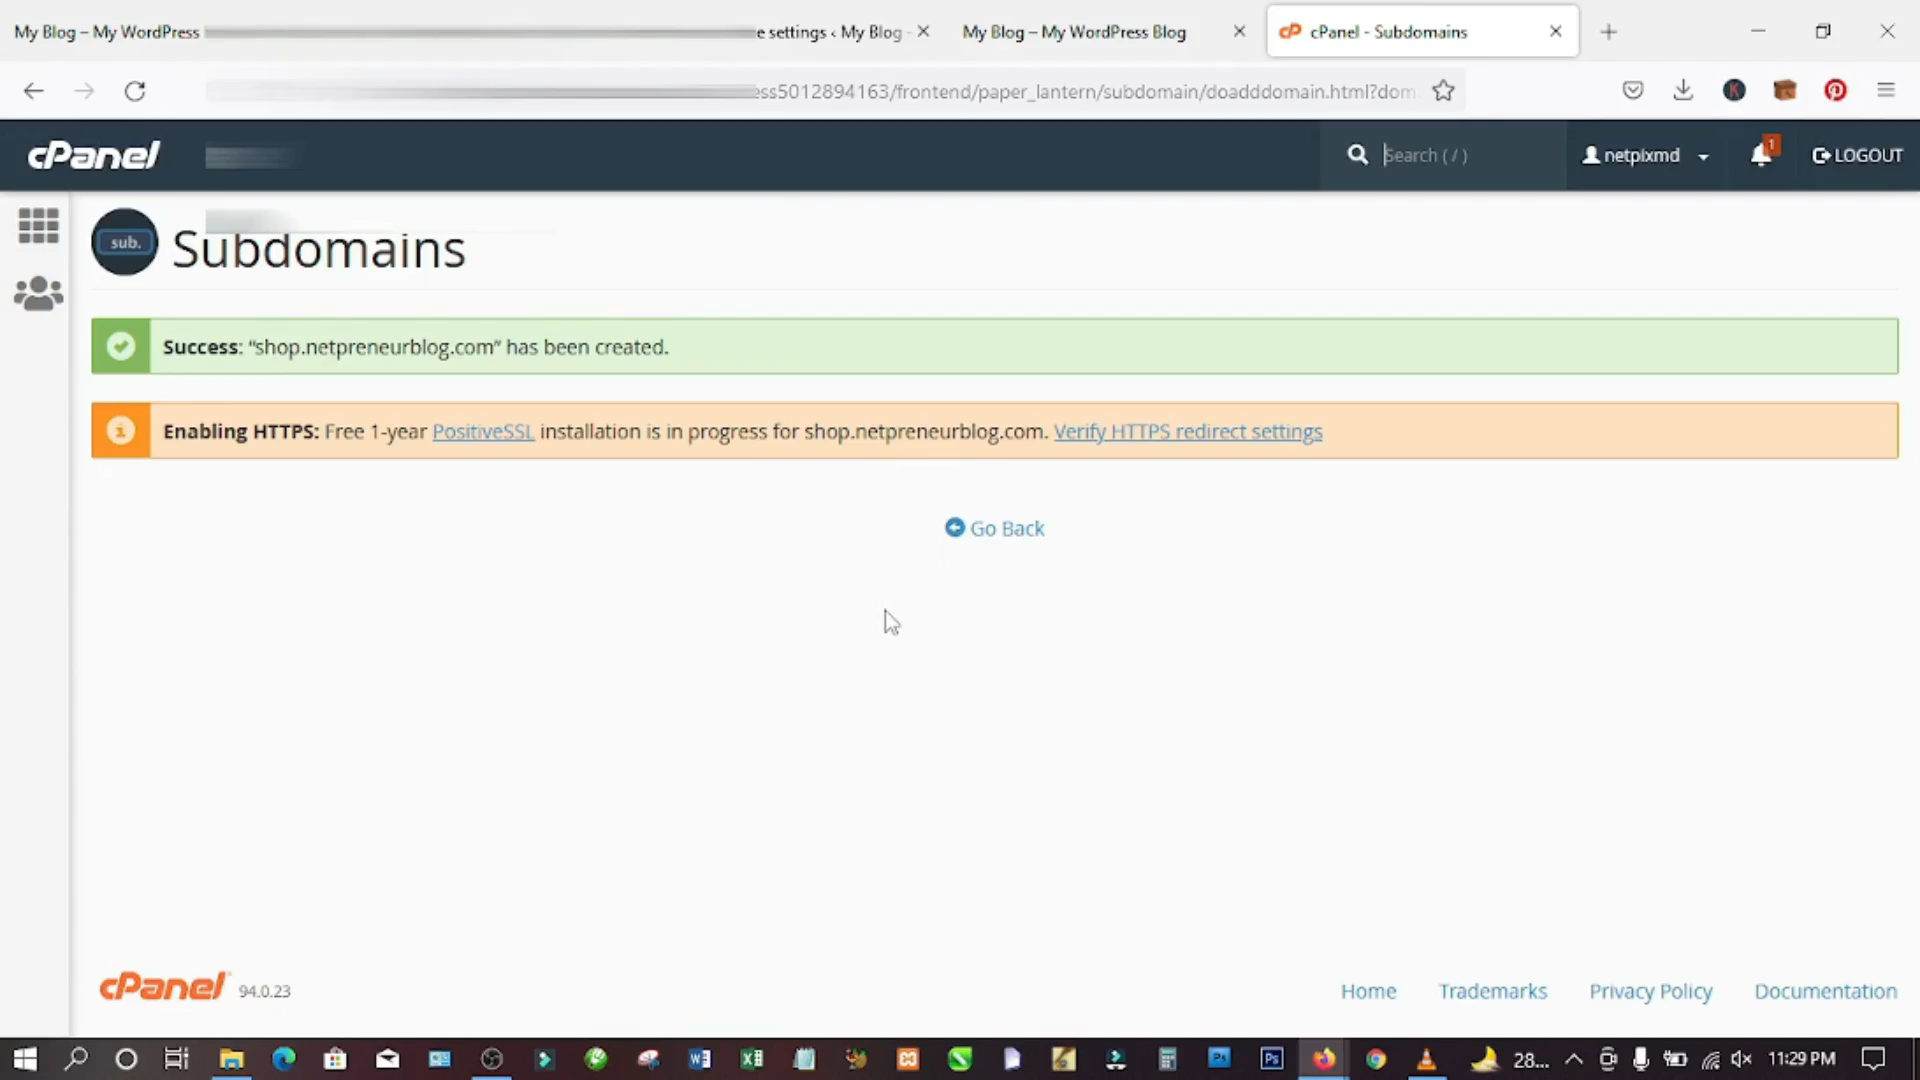 My Blog – My WordPress
e settings ‹ My Blog -
My Blog – My WordPress Blog
cPanel - Subdomains
ess5012894163/frontend/paper_lantern/subdomain/doadddomain.html?dom
K
cPanel
Search ( / )
netpixmd
1
LOGOUT
sub.
Subdomains
Success: “shop.netpreneurblog.com” has been created.
Enabling HTTPS: Free 1-year PositiveSSL installation is in progress for shop.netpreneurblog.com. Verify HTTPS redirect settings
Go Back
cPanel 94.0.23
Home
Trademarks
Privacy Policy
Documentation
28...
11:29 PM